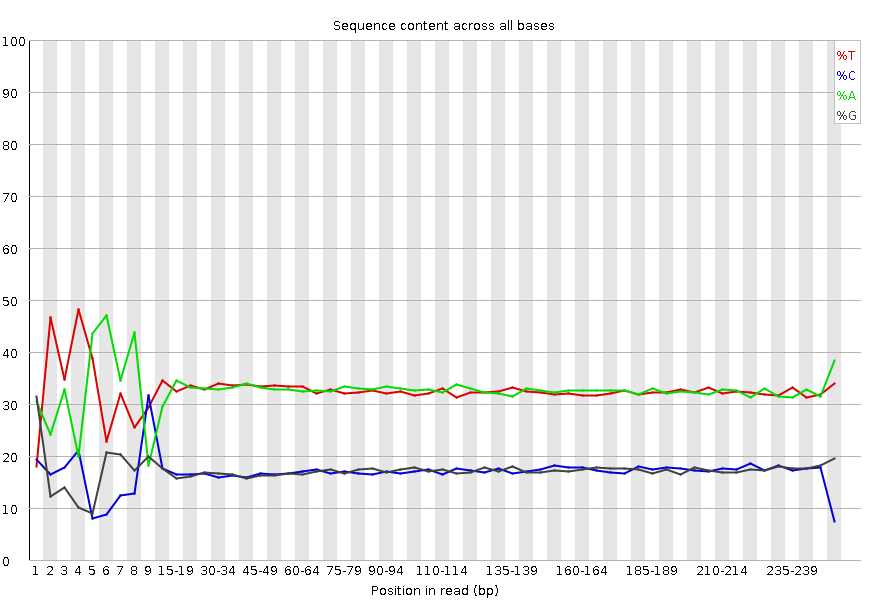 Sequence content across all bases
100
90
80
70
60
50
40
30
20
10
0
%T
%C
%A
%G
1 2 3 4 5 6 7 8 9 15-19 30-34 45-49 60-64 75-79 90-94 110-114 135-139 160-164 185-189 210-214 235-239
Position in read (bp)